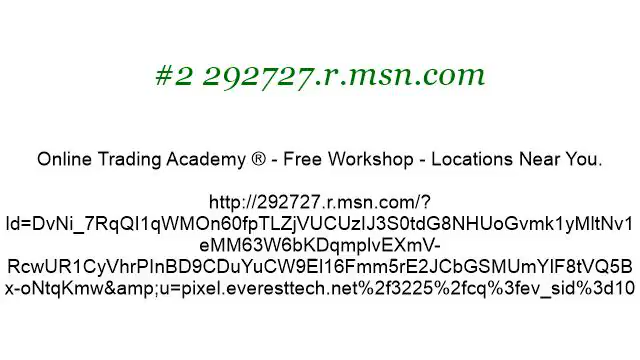 #2 292727.r.msn.com
Online Trading Academy ® - Free Workshop - Locations Near You.
http://292727.r.msn.com/?
ld=DvNi_7RqQI1qWMOn60fpTLZjVUCUzIJ3S0tdG8NHUoGvmk1yMltNv1
eMM63W6bKDqmplvEXmV-
RcwUR1CyVhrPInBD9CDuYuCW9EI16Fmm5rE2JCbGSMUmYlF8tVQ5B
x-oNtqKmw&amp;u=pixel.everesttech.net%2f3225%2fcq%3fev_sid%3d10